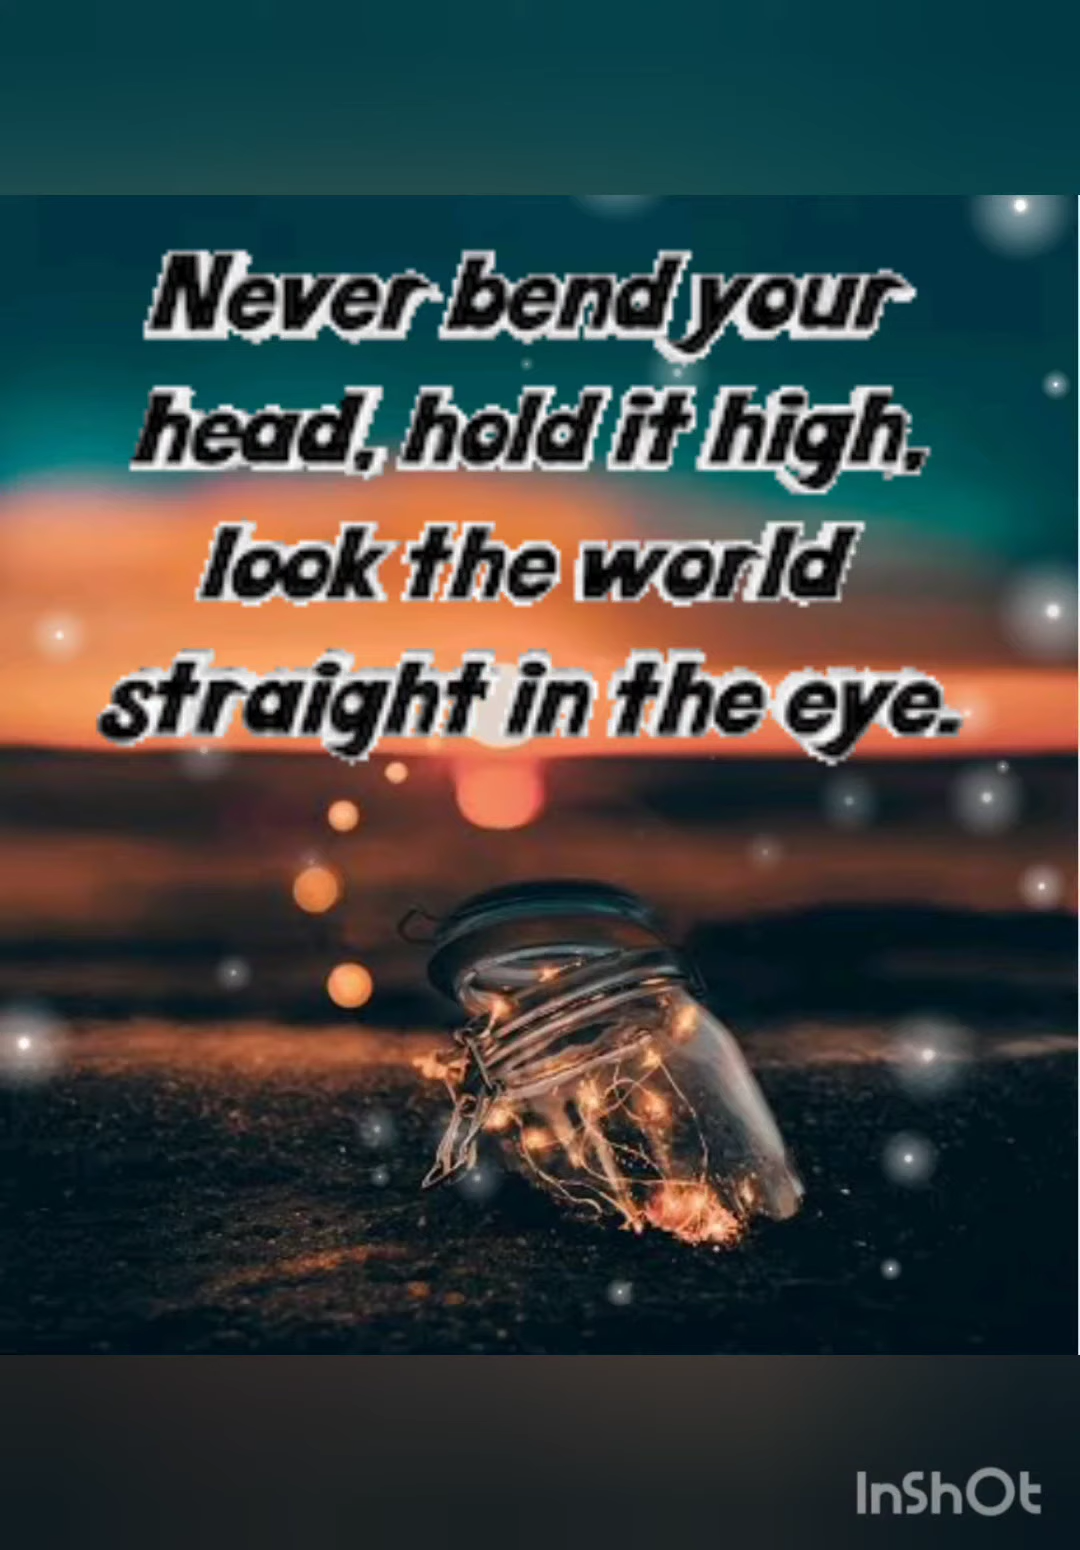 Never bend your
head, hold it high,
look the world
straight in the eye.
InShOt